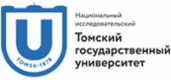 TOMSK·1878
Национальный
исследовательский
Томский
государственный
университет